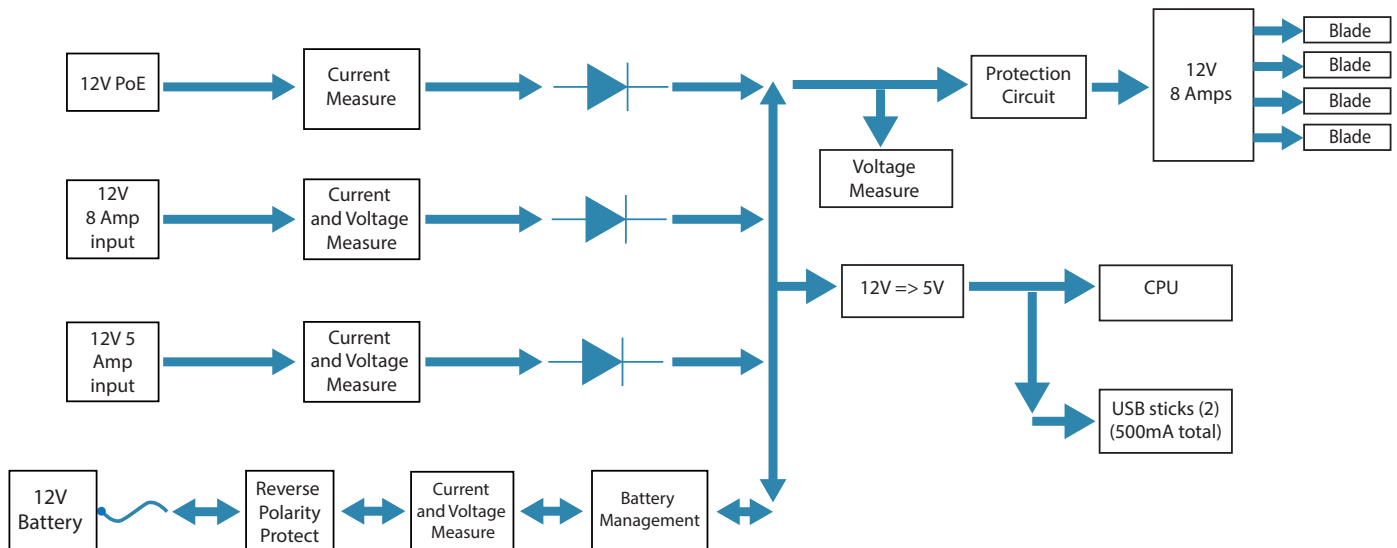 12V PoE
Current
Measure
Protection
Circuit
12V
8 Amps
Blade
Blade
Blade
Blade
Voltage
Measure
12V
8 Amp
input
Current
and Voltage
Measure
12V => 5V
CPU
12V 5
Amp
input
Current
and Voltage
Measure
USB sticks (2)
(500mA total)
12V
Battery
Reverse
Polarity
Protect
Current
and Voltage
Measure
Battery
Management